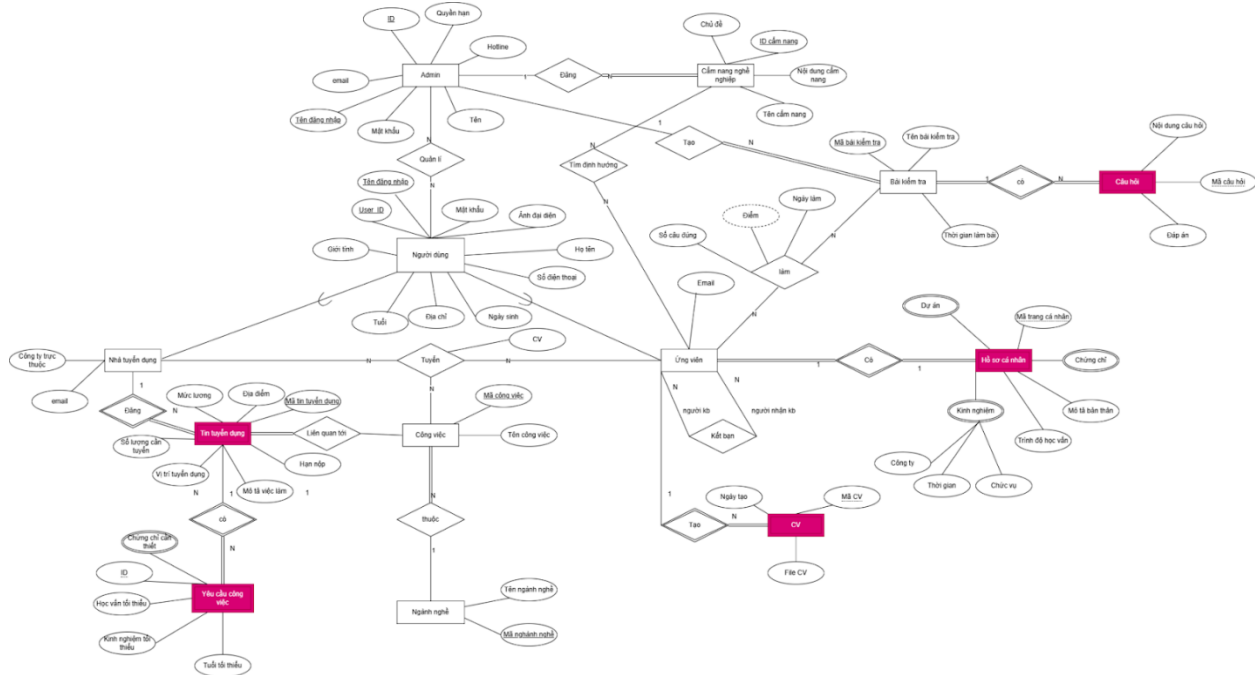 Quyền hạn
ID
Chủ đề
ID cẩm nang
Hotline
email
Admin
1
Đăng
N
Cẩm nang nghề
nghiệp
Nội dung cẩm
nang
Tên đăng nhập
Mật khẩu
Tên
Tên cẩm nang
N
1
N
Nội dung câu hỏi
Tên bài kiểm tra
Mã bài kiểm tra
Tạo
N
Quản lí
Tìm định hướng
Tên đăng nhập
N
Bài kiểm tra
1
có
N
Câu hỏi
Mã câu hỏi
User_ID
Mật khẩu
Ảnh đại diện
Ngày làm
Điểm
N
Số câu đúng
N
Thời gian làm bài
Đáp án
Giới tính
Người dùng
Họ tên
Số điện thoại
làm
Email
Tuổi
Địa chỉ
Ngày sinh
N
Dự án
Mã trang cá nhân
CV
Công ty trực
thuộc
Nhà tuyển dụng
N
Tuyển
N
Ứng viên
1
Có
1
Hồ sơ cá nhân
Chứng chỉ
1
N
N
N
email
Đăng
N
Mức lương
Địa điểm
Mã tin tuyển dụng
Mã công việc
người kb
người nhận kb
Kinh nghiệm
Mô tả bản thân
Tin tuyển dụng
Liên quan tới
Công việc
Tên công việc
Kết bạn
Trình độ học vấn
Số lượng cần
tuyển
Hạn nộp
Công ty
Vị trí tuyển dụng
Mô tả việc làm
Thời gian
Chức vụ
N
1
1
N
1
Ngày tạo
Mã CV
có
thuộc
Tạo
N
CV
Chứng chỉ cần
thiết
N
1
ID
File CV
Học vấn tối thiểu
Yêu cầu công
việc
Tên ngành nghề
Ngành nghề
Mã nghánh nghề
Kinh nghiệm tối
thiểu
Tuổi tối thiểu